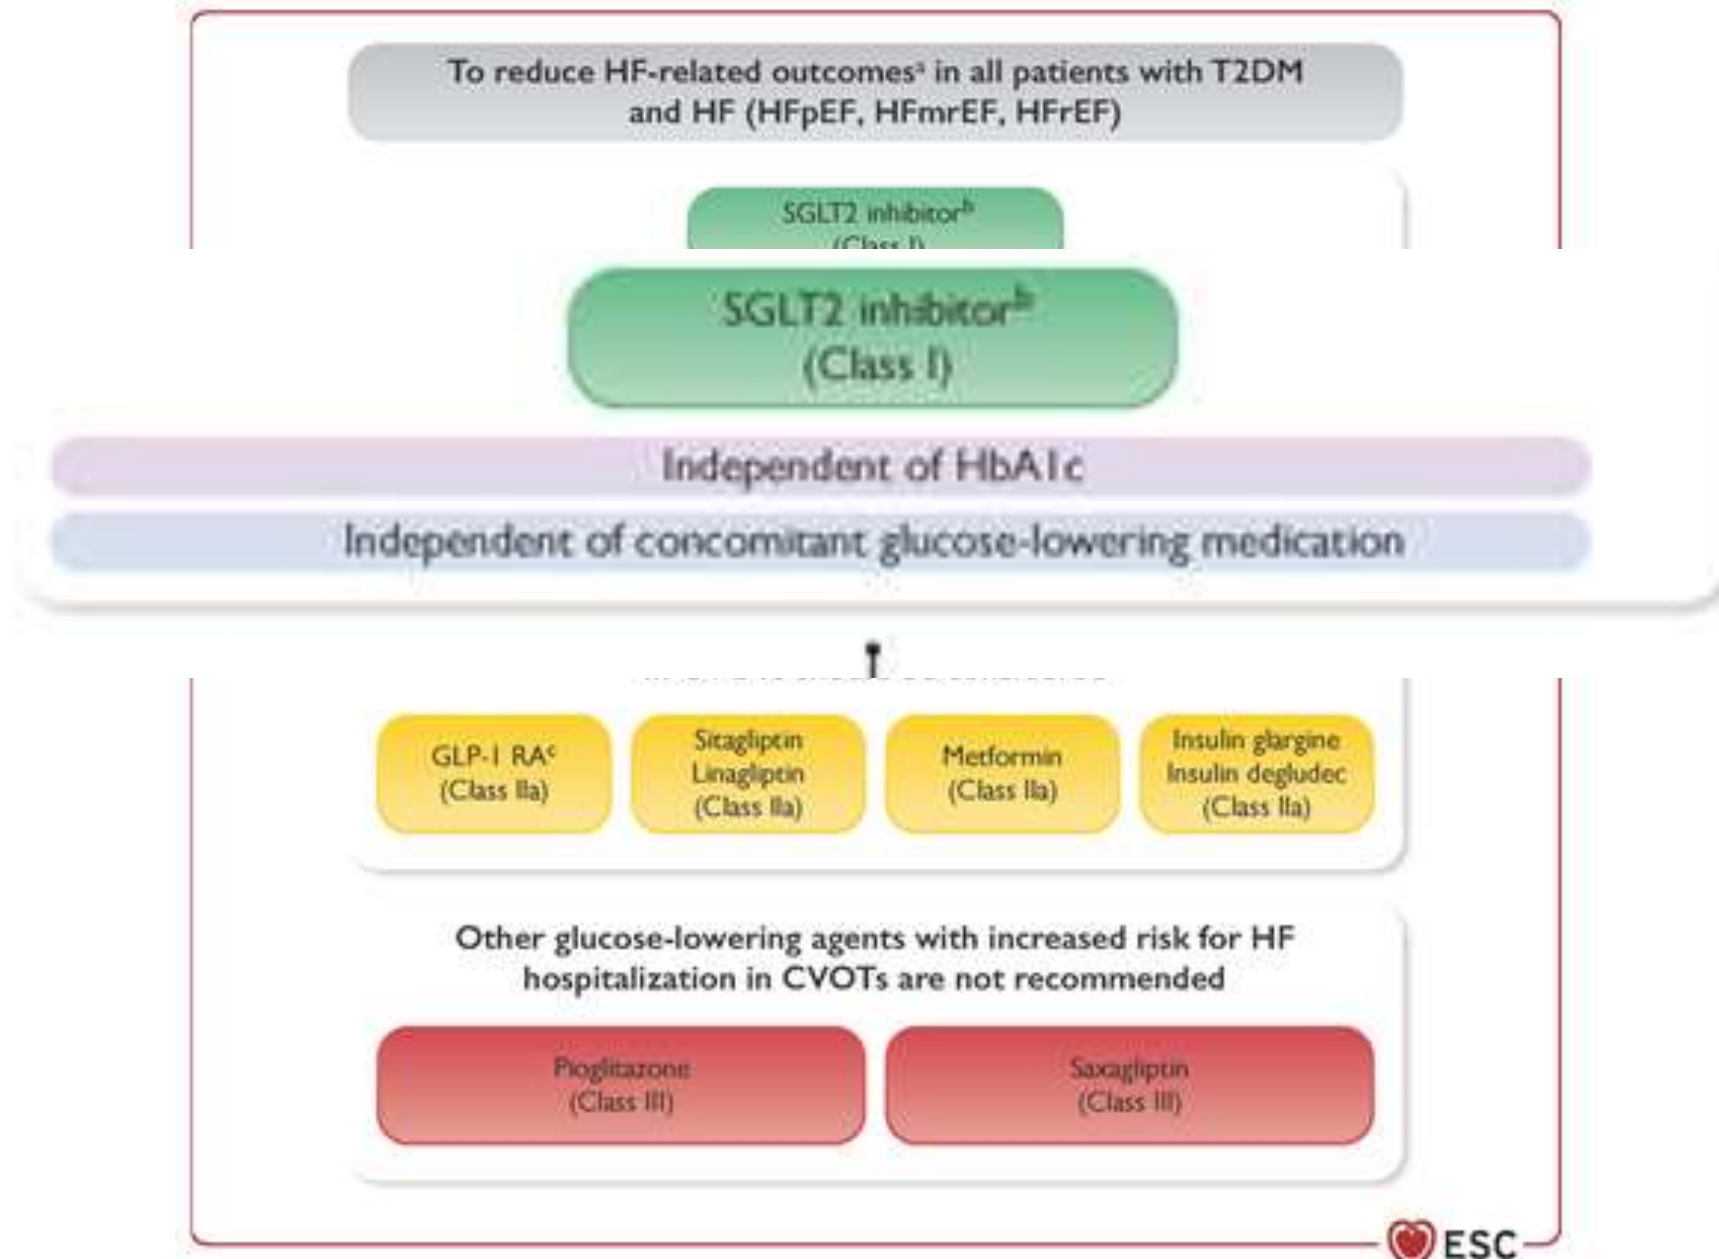 To reduce HF-related outcomesᵃ in all patients with T2DM
and HF (HFpEF, HFmrEF, HFrEF)
SGLT2 inhibitorᵇ
(Class I)
SGLT2 inhibitorᵇ
(Class I)
Independent of HbA1c
Independent of concomitant glucose-lowering medication
GLP-1 RAᶜ
(Class IIa)
Sitagliptin
Linagliptin
(Class IIa)
Metformin
(Class IIa)
Insulin glargine
Insulin degludec
(Class IIa)
Other glucose-lowering agents with increased risk for HF
hospitalization in CVOTs are not recommended
Pioglitazone
(Class III)
Saxagliptin
(Class III)
ESC